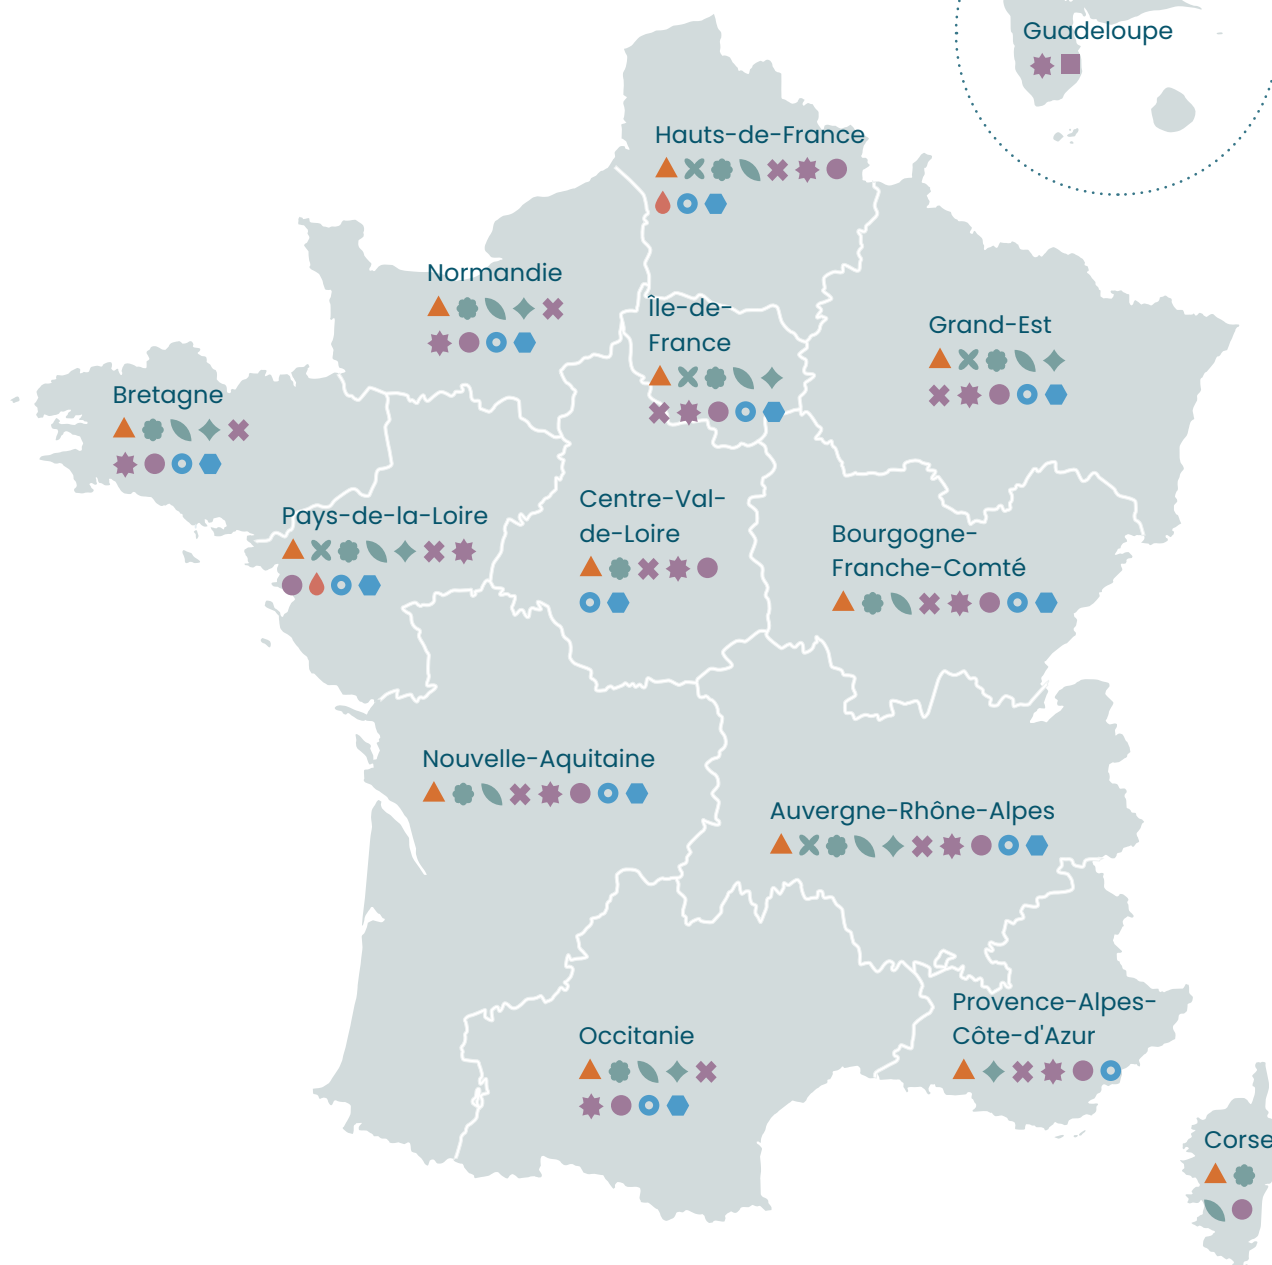 Guadeloupe
Hauts-de-France
Normandie
Île-de-
France
Grand-Est
Bretagne
Pays-de-la-Loire
Centre-Val-
de-Loire
Bourgogne-
Franche-Comté
Nouvelle-Aquitaine
Auvergne-Rhône-Alpes
Provence-Alpes-
Côte-d'Azur
Occitanie
Corse